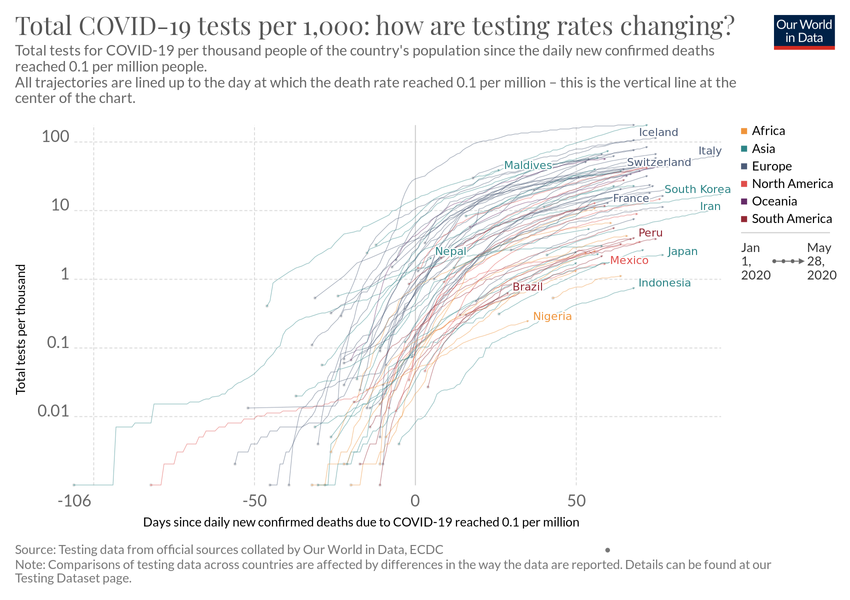 Total COVID-19 tests per 1,000: how are testing rates changing?
Our World
in Data
Total tests for COVID-19 per thousand people of the country's population since the daily new confirmed deaths
reached 0.1 per million people.
All trajectories are lined up to the day at which the death rate reached 0.1 per million – this is the vertical line at the
center of the chart.
100
10
1
0.1
0.01
Total tests per thousand
Iceland
Italy
Maldives
Switzerland
South Korea
France
Iran
Peru
Nepal
Japan
Mexico
Indonesia
Brazil
Nigeria
Africa
Asia
Europe
North America
Oceania
South America
Jan
1,
2020
May
28,
2020
-106
-50
0
50
Days since daily new confirmed deaths due to COVID-19 reached 0.1 per million
Source: Testing data from official sources collated by Our World in Data, ECDC
•
Note: Comparisons of testing data across countries are affected by differences in the way the data are reported. Details can be found at our
Testing Dataset page.